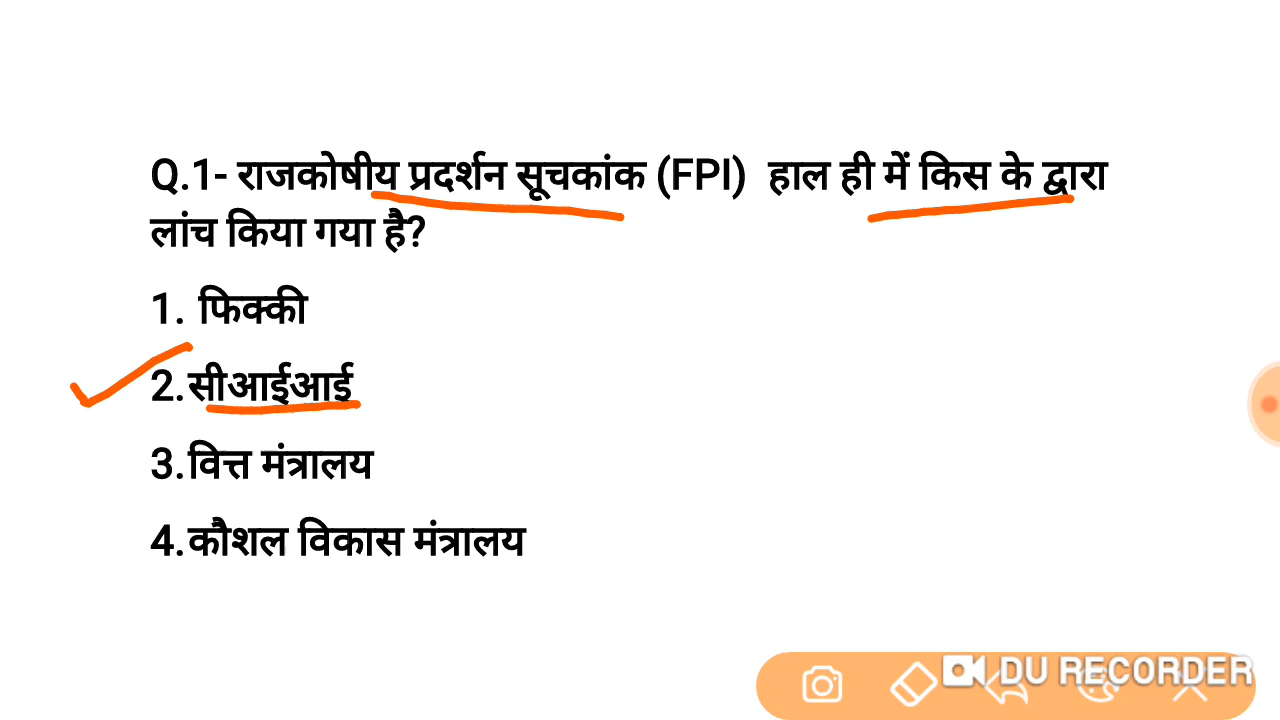 Q.1- राजकोषीय प्रदर्शन सूचकांक (FPI) हाल ही में किस के द्वारा
लांच किया गया है?
1. फिक्की
2.सीआईआई
3.वित्त मंत्रालय
4.कौशल विकास मंत्रालय
DU RECORDER